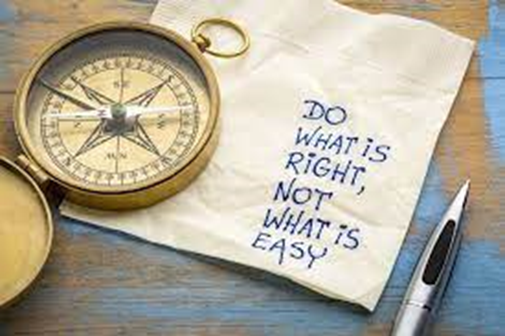 DO
WHAT IS
RIGHT,
NOT
WHAT IS
EASY